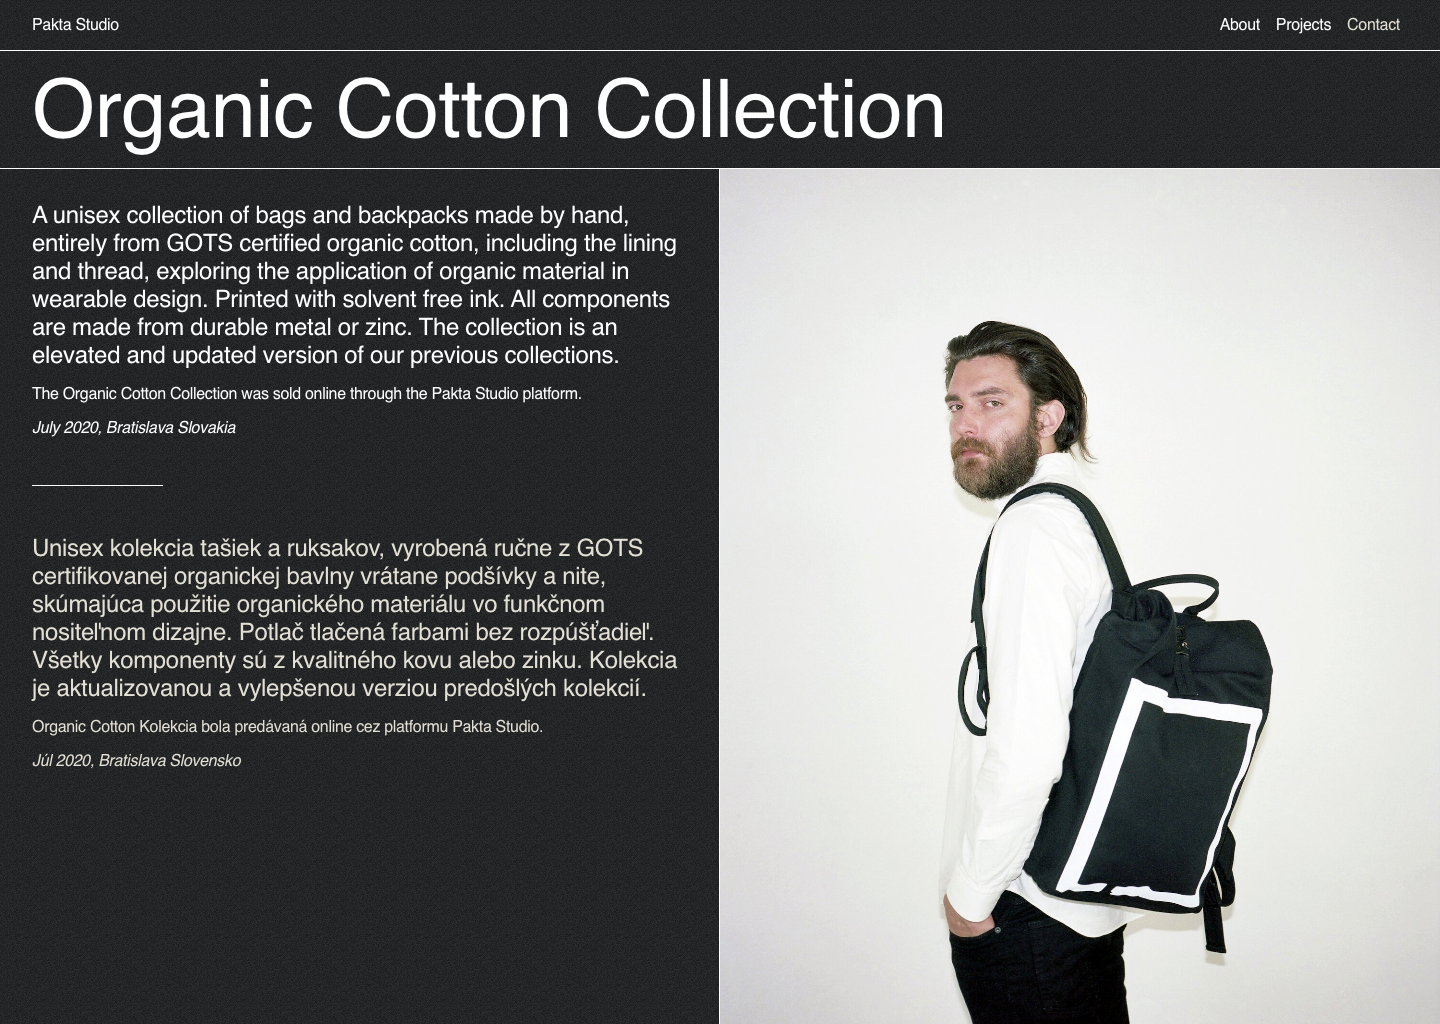 Pakta Studio
About Projects Contact
Organic Cotton Collection
A unisex collection of bags and backpacks made by hand,
entirely from GOTS certified organic cotton, including the lining
and thread, exploring the application of organic material in
wearable design. Printed with solvent free ink. All components
are made from durable metal or zinc. The collection is an
elevated and updated version of our previous collections.
The Organic Cotton Collection was sold online through the Pakta Studio platform.
July 2020, Bratislava Slovakia
Unisex kolekcia tašiek a ruksakov, vyrobená ručne z GOTS
certifikovanej organickej bavlny vrátane podšívky a nite,
skúmajúca použitie organického materiálu vo funkčnom
nositeľnom dizajne. Potlač tlačená farbami bez rozpúšťadiel'.
Všetky komponenty sú z kvalitného kovu alebo zinku. Kolekcia
je aktualizovanou a vylepšenou verziou predošlých kolekcií.
Organic Cotton Kolekcia bola predávaná online cez platformu Pakta Studio.
Júl 2020, Bratislava Slovensko